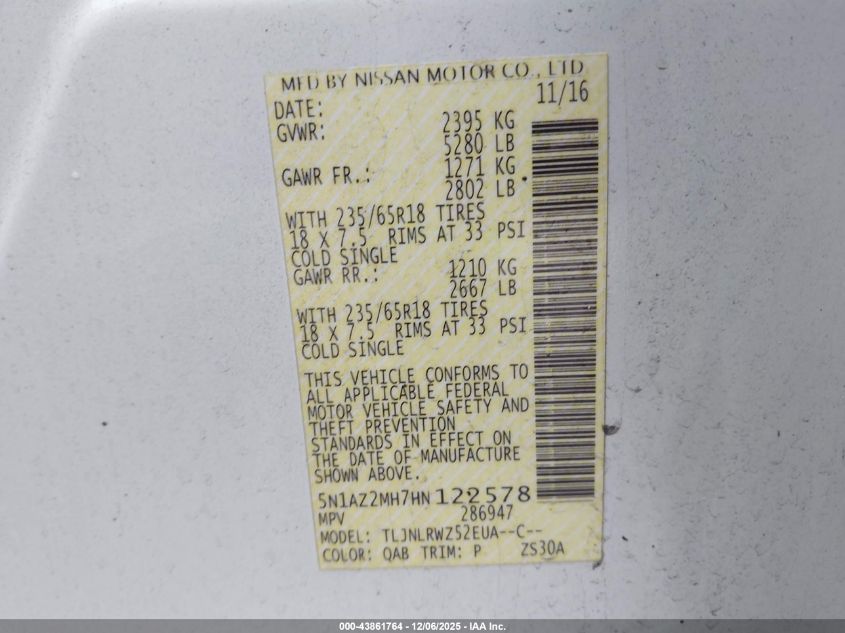 MFD BY NISSAN MOTOR CO., LTD
DATE: 11/16
GVWR: 2395 KG
5280 LB
GAWR FR.: 1271 KG
2802 LB
WITH 235/65R18 TIRES
18 X 7.5 RIMS AT 33 PSI
COLD SINGLE
GAWR RR.: 1210 KG
2667 LB
WITH 235/65R18 TIRES
18 X 7.5 RIMS AT 33 PSI
COLD SINGLE
THIS VEHICLE CONFORMS TO
ALL APPLICABLE FEDERAL
MOTOR VEHICLE SAFETY AND
THEFT PREVENTION
STANDARDS IN EFFECT ON
THE DATE OF MANUFACTURE
SHOWN ABOVE.
5N1AZ2MH7HN122578
MPV 286947
MODEL: TLJNLRWZ52EUA--C--
COLOR: QAB TRIM: P ZS30A
000-43861764 - 12/06/2025 - IAA Inc.